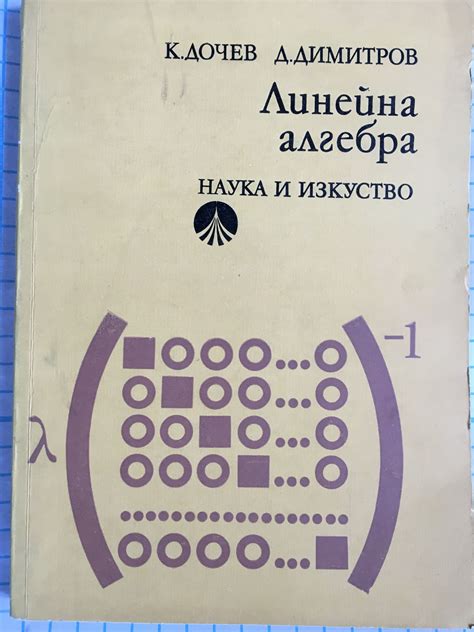 К.ДОЧЕВ Д.ДИМИТРОВ
Линейна
алгебра
НАУКА И ИЗКУСТВО
λ
-1